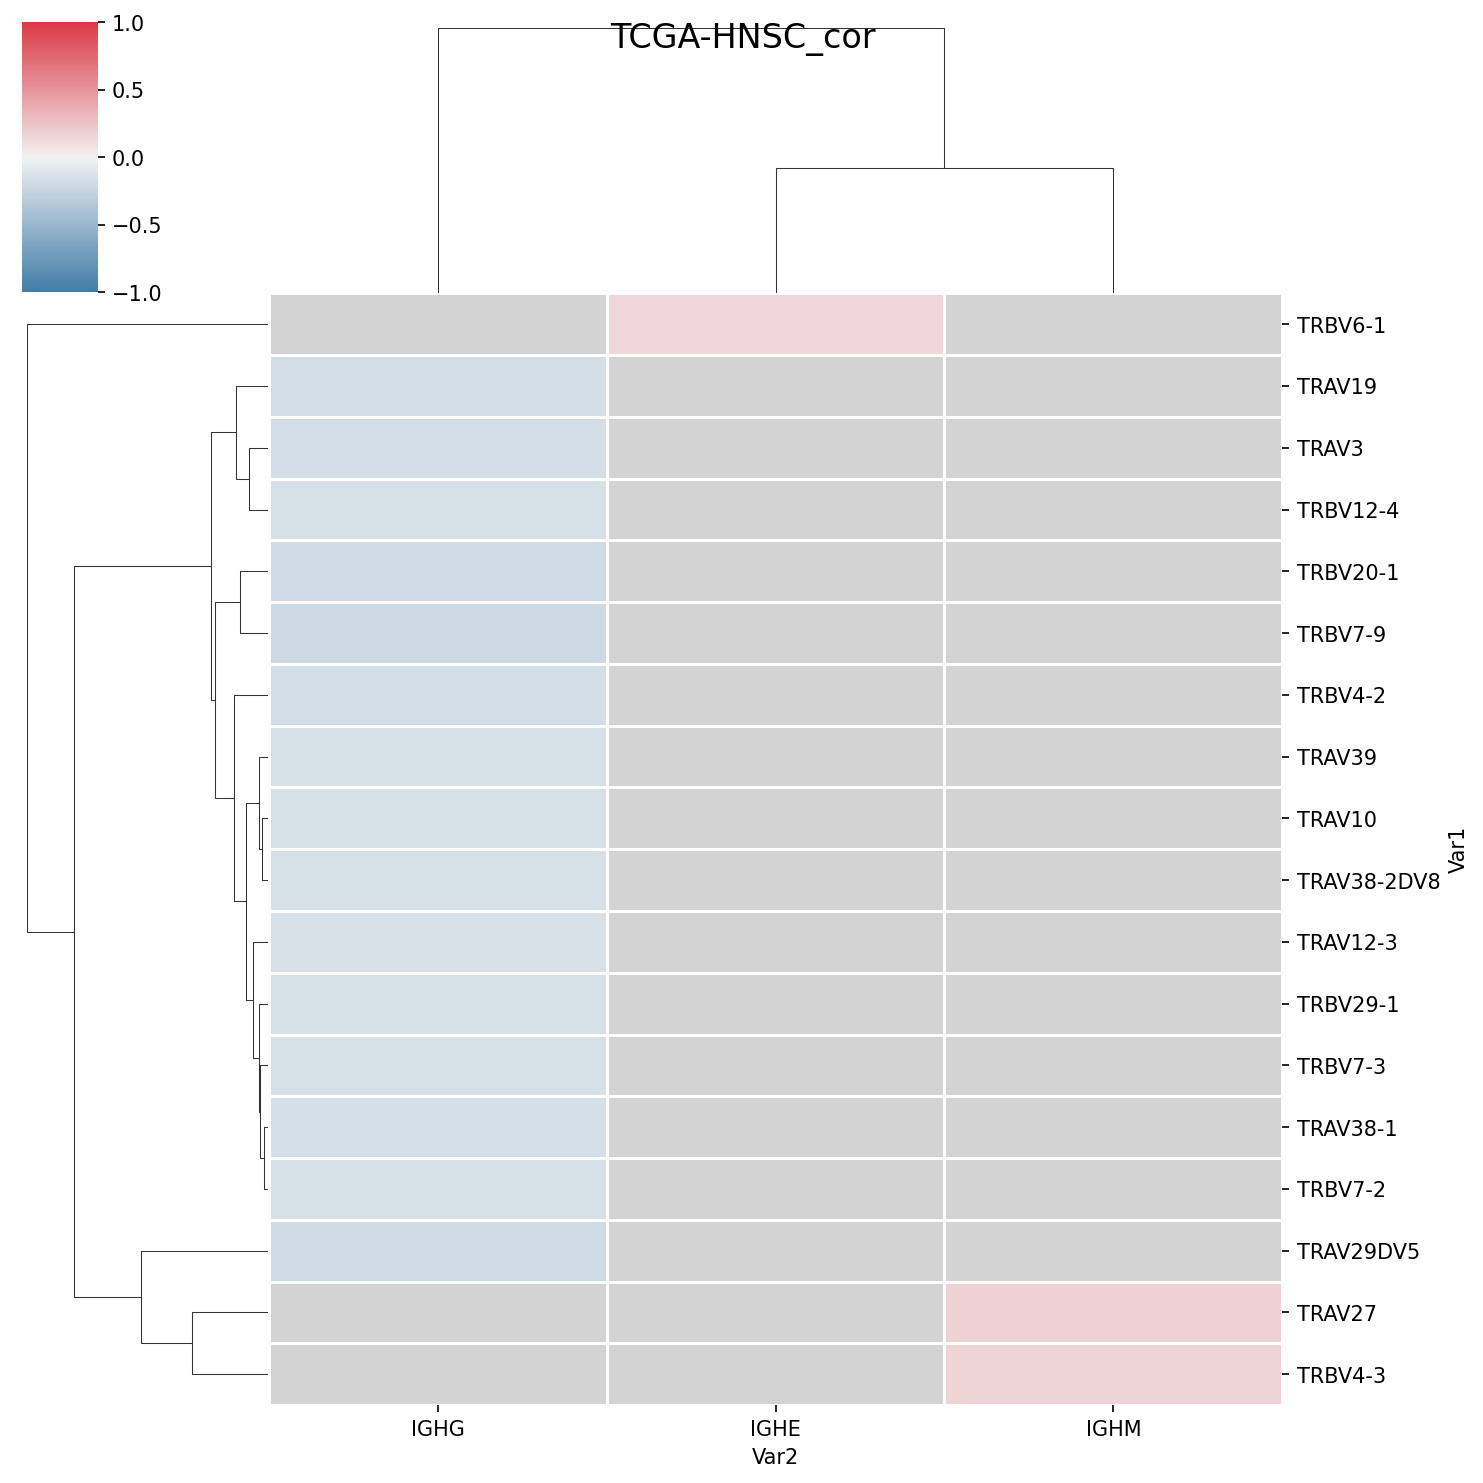 TCGA-HNSC_cor
1.0
0.5
0.0
−0.5
−1.0
TRBV6-1
TRAV19
TRAV3
TRBV12-4
TRBV20-1
TRBV7-9
TRBV4-2
TRAV39
TRAV10
TRAV38-2DV8
TRAV12-3
TRBV29-1
TRBV7-3
TRAV38-1
TRBV7-2
TRAV29DV5
TRAV27
TRBV4-3
Var1
IGHG IGHE IGHM
Var2